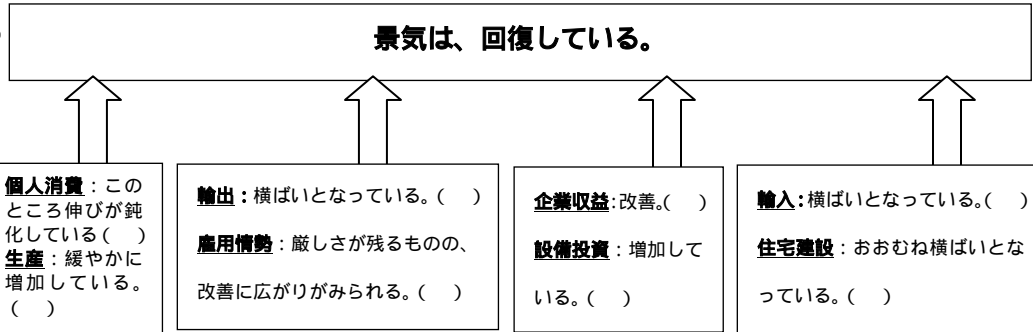 景気は、回復している。
個人消費：この
ところ伸びが鈍
化している（　）
生産：緩やかに
増加している。
（　）
輸出：横ばいとなっている。（　）
雇用情勢：厳しさが残るものの、
改善に広がりがみられる。（　）
企業収益：改善。（　）
設備投資：増加して
いる。（　）
輸入：横ばいとなっている。（　）
住宅建設：おおむね横ばいとな
っている。（　）